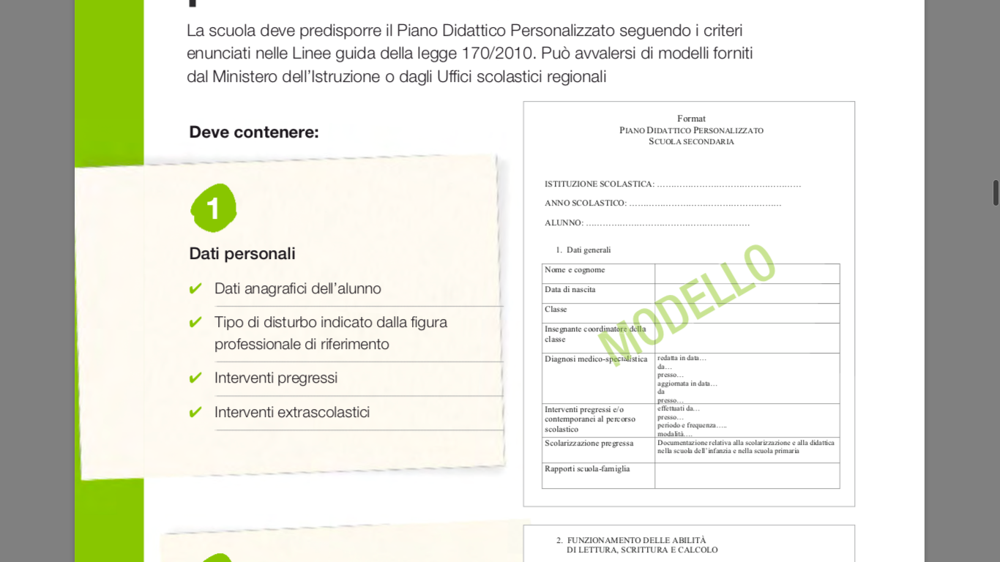 La scuola deve predisporre il Piano Didattico Personalizzato seguendo i criteri
enunciati nelle Linee guida della legge 170/2010. Può avvalersi di modelli forniti
dal Ministero dell'Istruzione o dagli Uffici scolastici regionali
Deve contenere:
1
Dati personali
✔ Dati anagrafici dell'alunno
✔ Tipo di disturbo indicato dalla figura
professionale di riferimento
✔ Interventi pregressi
✔ Interventi extrascolastici
Format
PIANO DIDATTICO PERSONALIZZATO
SCUOLA SECONDARIA
ISTITUZIONE SCOLASTICA: ……………………………………………
ANNO SCOLASTICO: ………………………………………………
ALUNNO: …………………………………………………
1. Dati generali
Nome e cognome
Data di nascita
Classe
Insegnante coordinatore della
classe
Diagnosi medico-specialistica
redatta in data…
da…
presso…
aggiornata in data…
da
presso…
Interventi pregressi e/o
contemporanei al percorso
scolastico
effettuati da…
presso…
periodo e frequenza…..
modalità….
Scolarizzazione pregressa
Documentazione relativa alla scolarizzazione e alla didattica
nella scuola dell'infanzia e nella scuola primaria
Rapporti scuola-famiglia
MODELLO
2. FUNZIONAMENTO DELLE ABILITÀ
DI LETTURA, SCRITTURA E CALCOLO